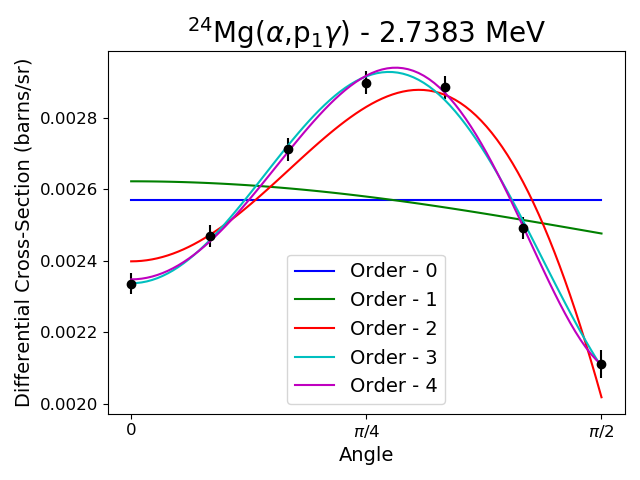 ²⁴Mg(α,p₁γ) - 2.7383 MeV
Differential Cross-Section (barns/sr)
0.0028
0.0026
0.0024
0.0022
0.0020
Order - 0
Order - 1
Order - 2
Order - 3
Order - 4
0
π/4
π/2
Angle